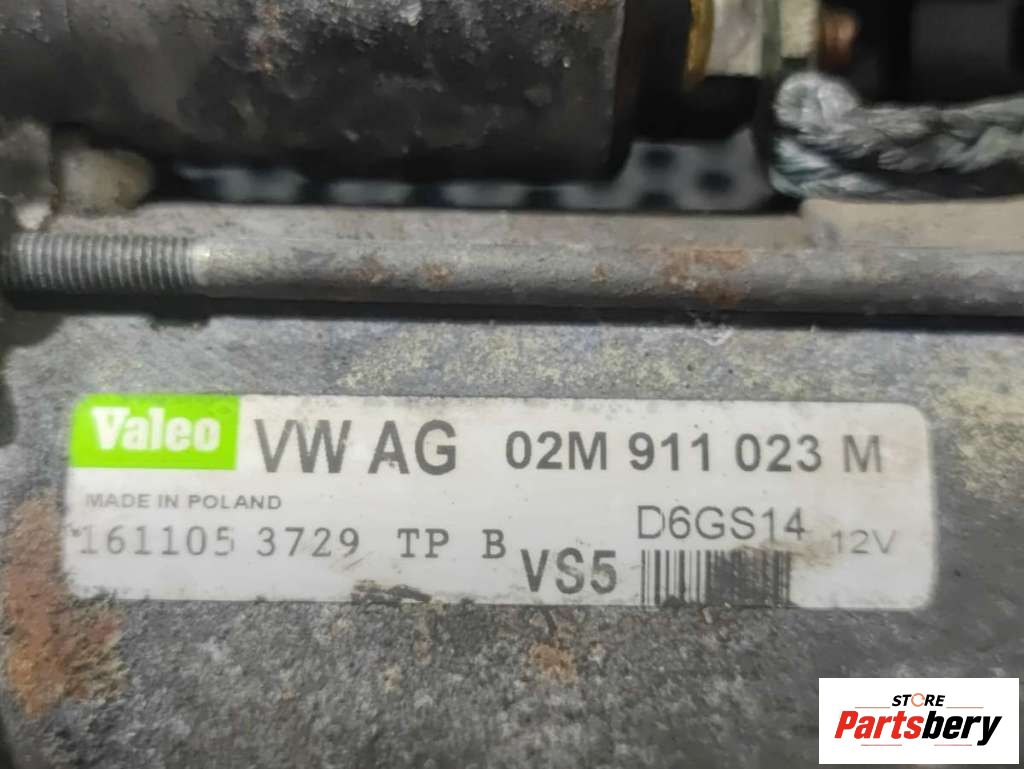 Valeo VW AG 02M 911 023 M
MADE IN POLAND
161105 3729 TP B VS5 D6GS14 12V
STORE
Partsbery